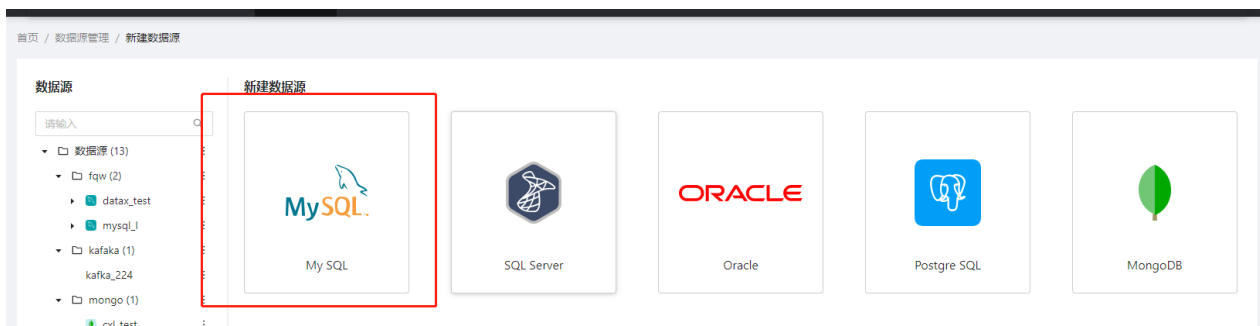 首页 / 数据源管理 / 新建数据源
数据源
请输入
数据源 (13)
fqw (2)
datax_test
mysql_l
kafaka (1)
kafka_224
mongo (1)
cxl_test
新建数据源
MySQL
My SQL
SQL Server
ORACLE
Oracle
Postgre SQL
MongoDB